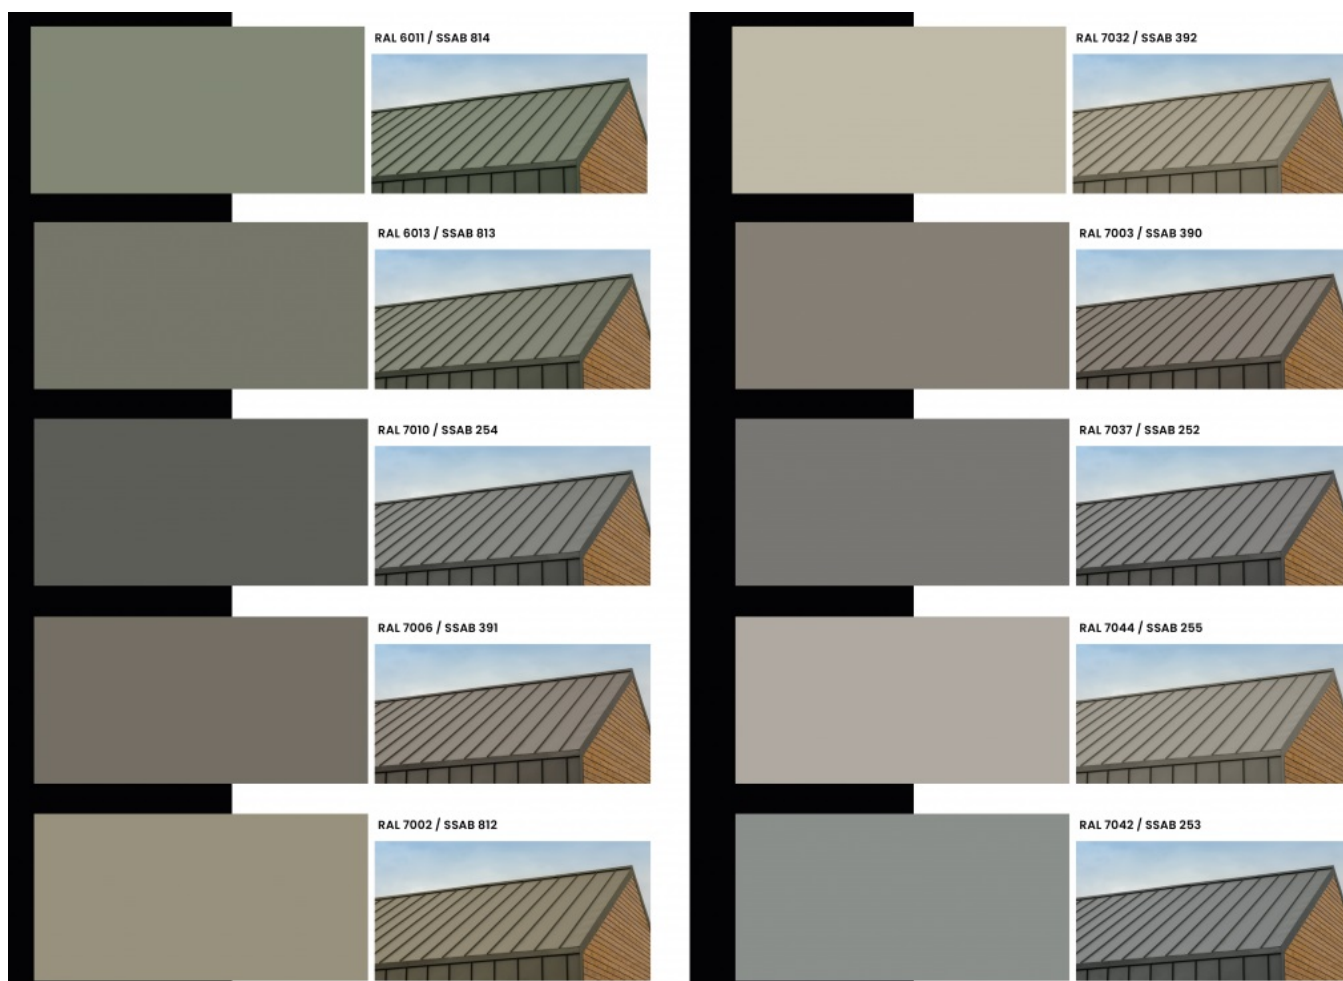 RAL 6011 / SSAB 814
RAL 7032 / SSAB 392
RAL 6013 / SSAB 813
RAL 7003 / SSAB 390
RAL 7010 / SSAB 254
RAL 7037 / SSAB 252
RAL 7006 / SSAB 391
RAL 7044 / SSAB 255
RAL 7002 / SSAB 812
RAL 7042 / SSAB 253